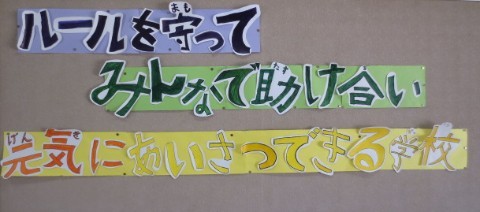 ルールを守って
みんなで助け合い
元気にあいさつできる学校